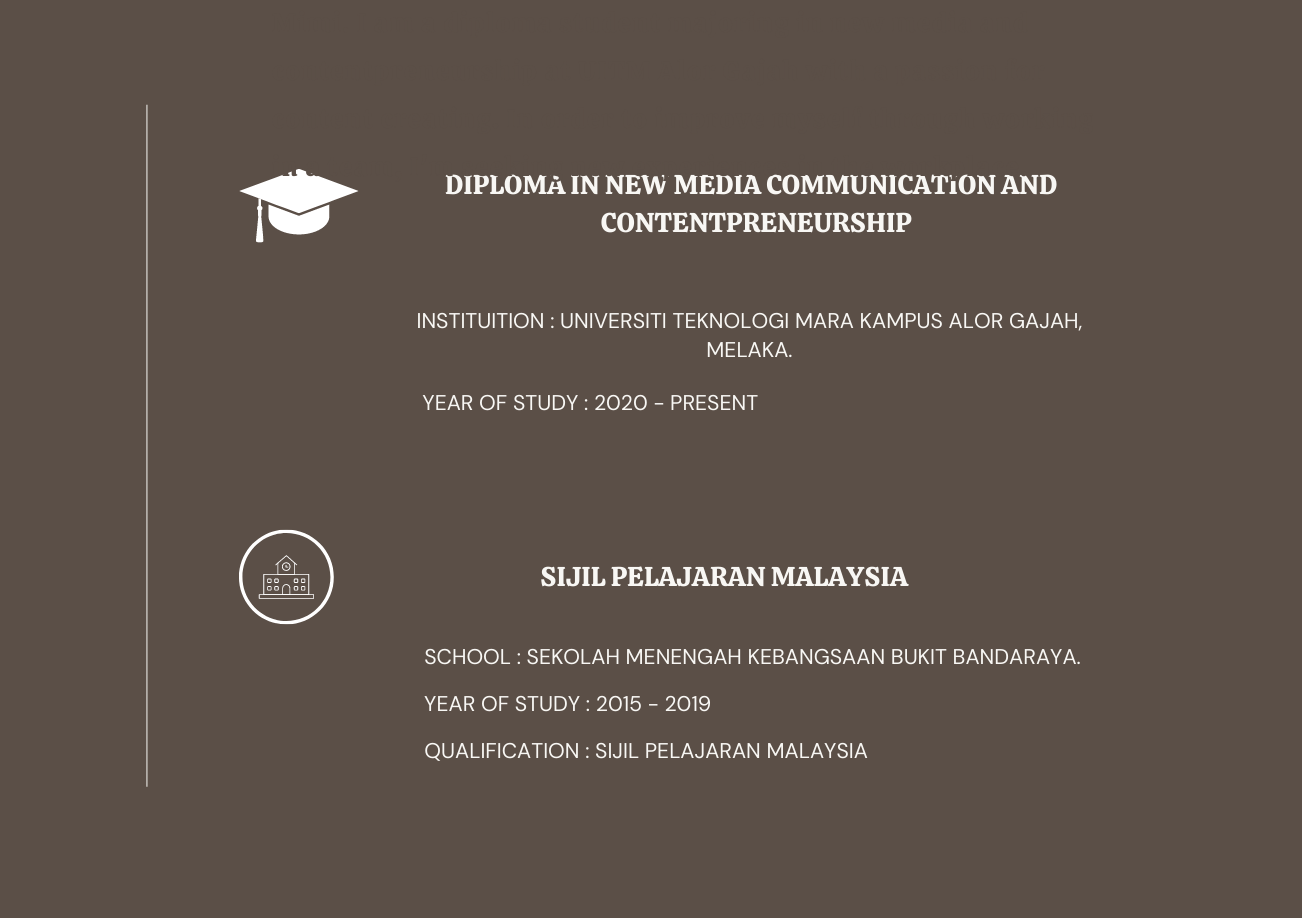 DIPLOMA IN NEW MEDIA COMMUNICATION AND
CONTENTPRENEURSHIP
INSTITUITION : UNIVERSITI TEKNOLOGI MARA KAMPUS ALOR GAJAH,
MELAKA.
YEAR OF STUDY : 2020 - PRESENT
SIJIL PELAJARAN MALAYSIA
SCHOOL : SEKOLAH MENENGAH KEBANGSAAN BUKIT BANDARAYA.
YEAR OF STUDY : 2015 - 2019
QUALIFICATION : SIJIL PELAJARAN MALAYSIA